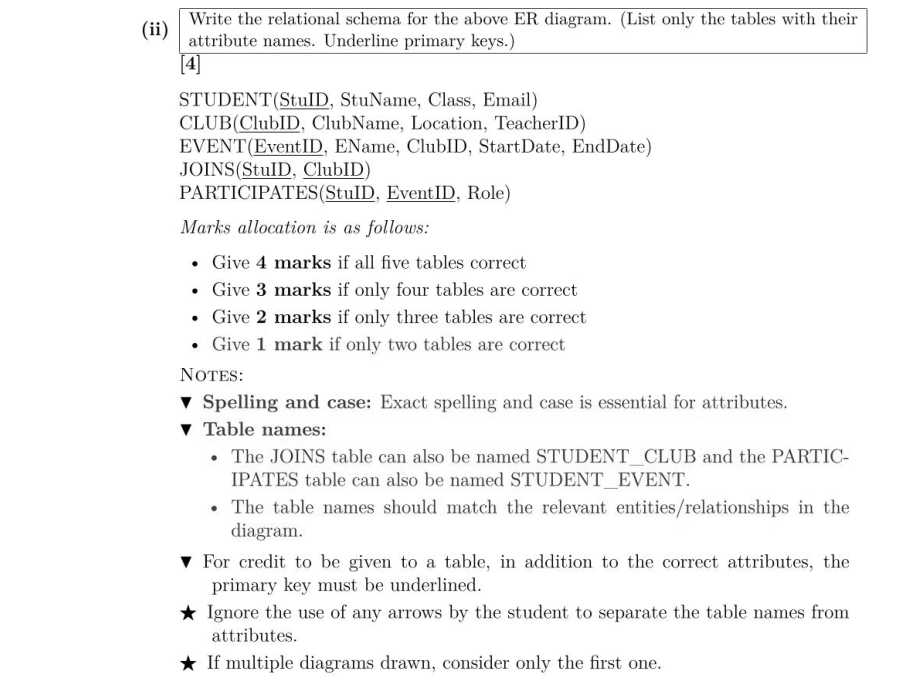 (ii) Write the relational schema for the above ER diagram. (List only the tables with their
attribute names. Underline primary keys.)
[4]
STUDENT(StuID, StuName, Class, Email)
CLUB(ClubID, ClubName, Location, TeacherID)
EVENT(EventID, EName, ClubID, StartDate, EndDate)
JOINS(StuID, ClubID)
PARTICIPATES(StuID, EventID, Role)
Marks allocation is as follows:
• Give 4 marks if all five tables correct
• Give 3 marks if only four tables are correct
• Give 2 marks if only three tables are correct
• Give 1 mark if only two tables are correct
NOTES:
▼ Spelling and case: Exact spelling and case is essential for attributes.
▼ Table names:
• The JOINS table can also be named STUDENT_CLUB and the PARTIC-
IPATES table can also be named STUDENT_EVENT.
• The table names should match the relevant entities/relationships in the
diagram.
▼ For credit to be given to a table, in addition to the correct attributes, the
primary key must be underlined.
★ Ignore the use of any arrows by the student to separate the table names from
attributes.
★ If multiple diagrams drawn, consider only the first one.